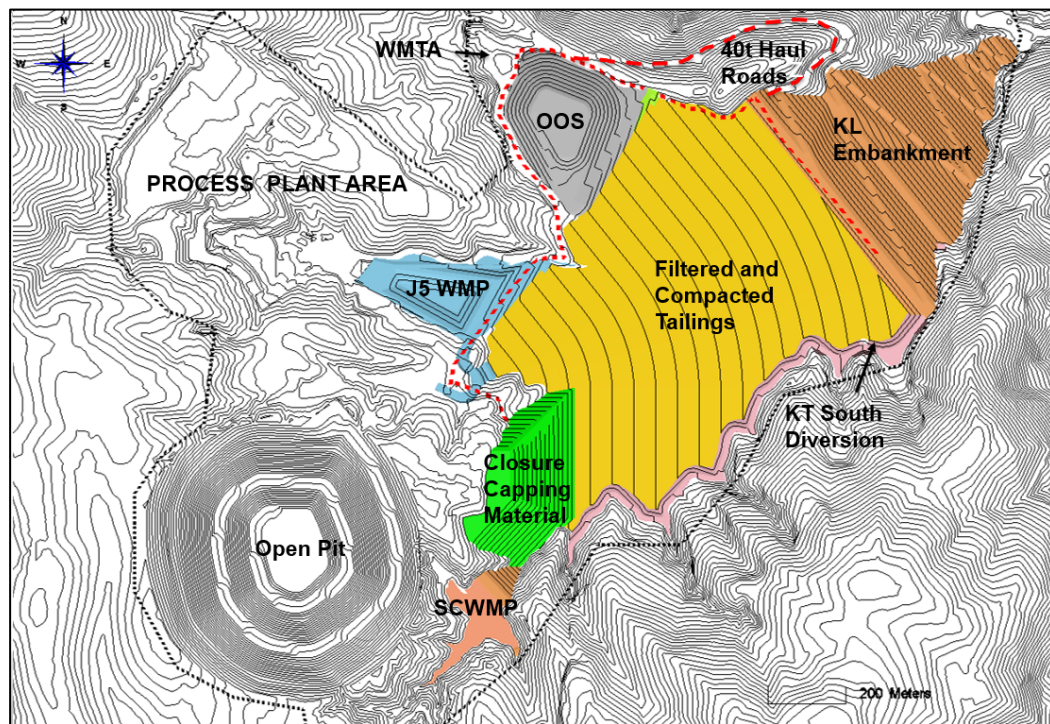 N
W
E
S
WMTA
40t Haul
Roads
OOS
KL
Embankment
PROCESS PLANT AREA
J5 WMP
Filtered and
Compacted
Tailings
KT South
Diversion
Closure
Capping
Material
Open Pit
SCWMP
200 Meters